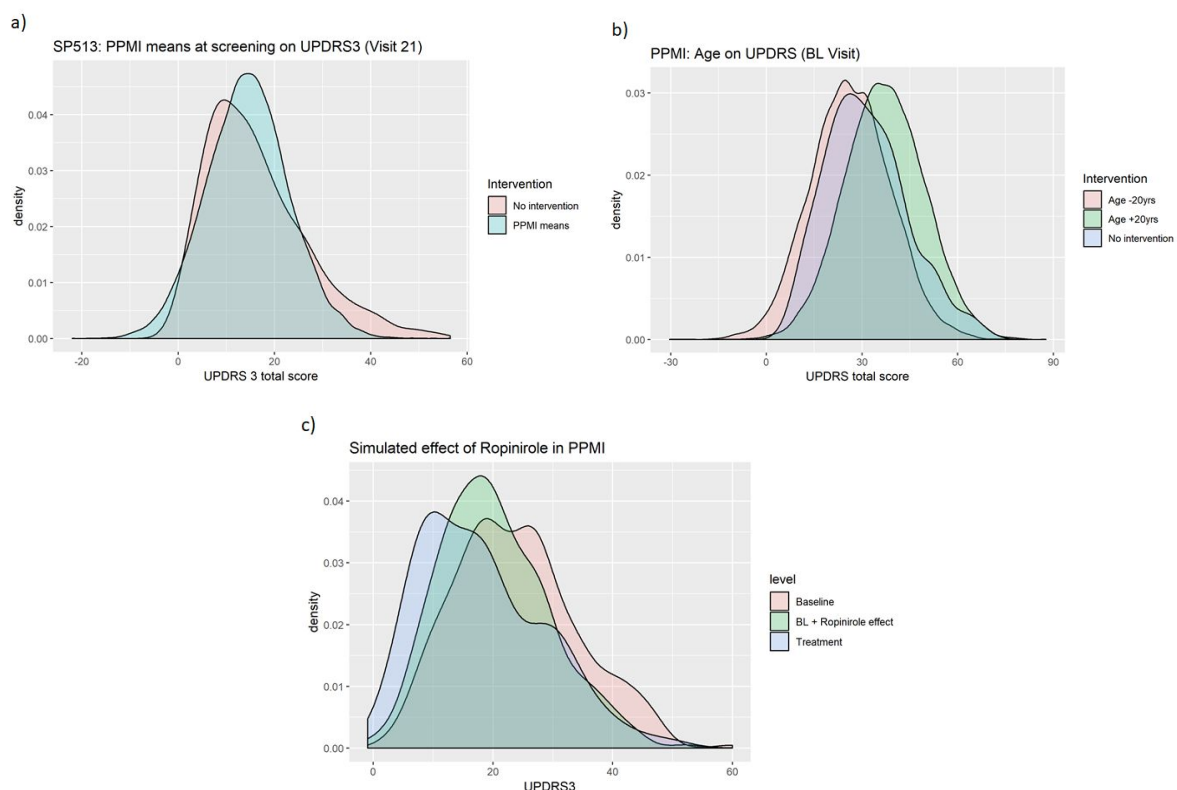 a)
SP513: PPMI means at screening on UPDRS3 (Visit 21)
0.04
0.03
0.02
0.01
0.00
density
-20
0
20
40
60
UPDRS 3 total score
Intervention
No intervention
PPMI means
b)
PPMI: Age on UPDRS (BL Visit)
0.03
0.02
0.01
0.00
density
-30
0
30
60
90
UPDRS total score
Intervention
Age -20yrs
Age +20yrs
No intervention
c)
Simulated effect of Ropinirole in PPMI
0.04
0.03
0.02
0.01
0.00
density
0
20
40
60
UPDRS3
level
Baseline
BL + Ropinirole effect
Treatment